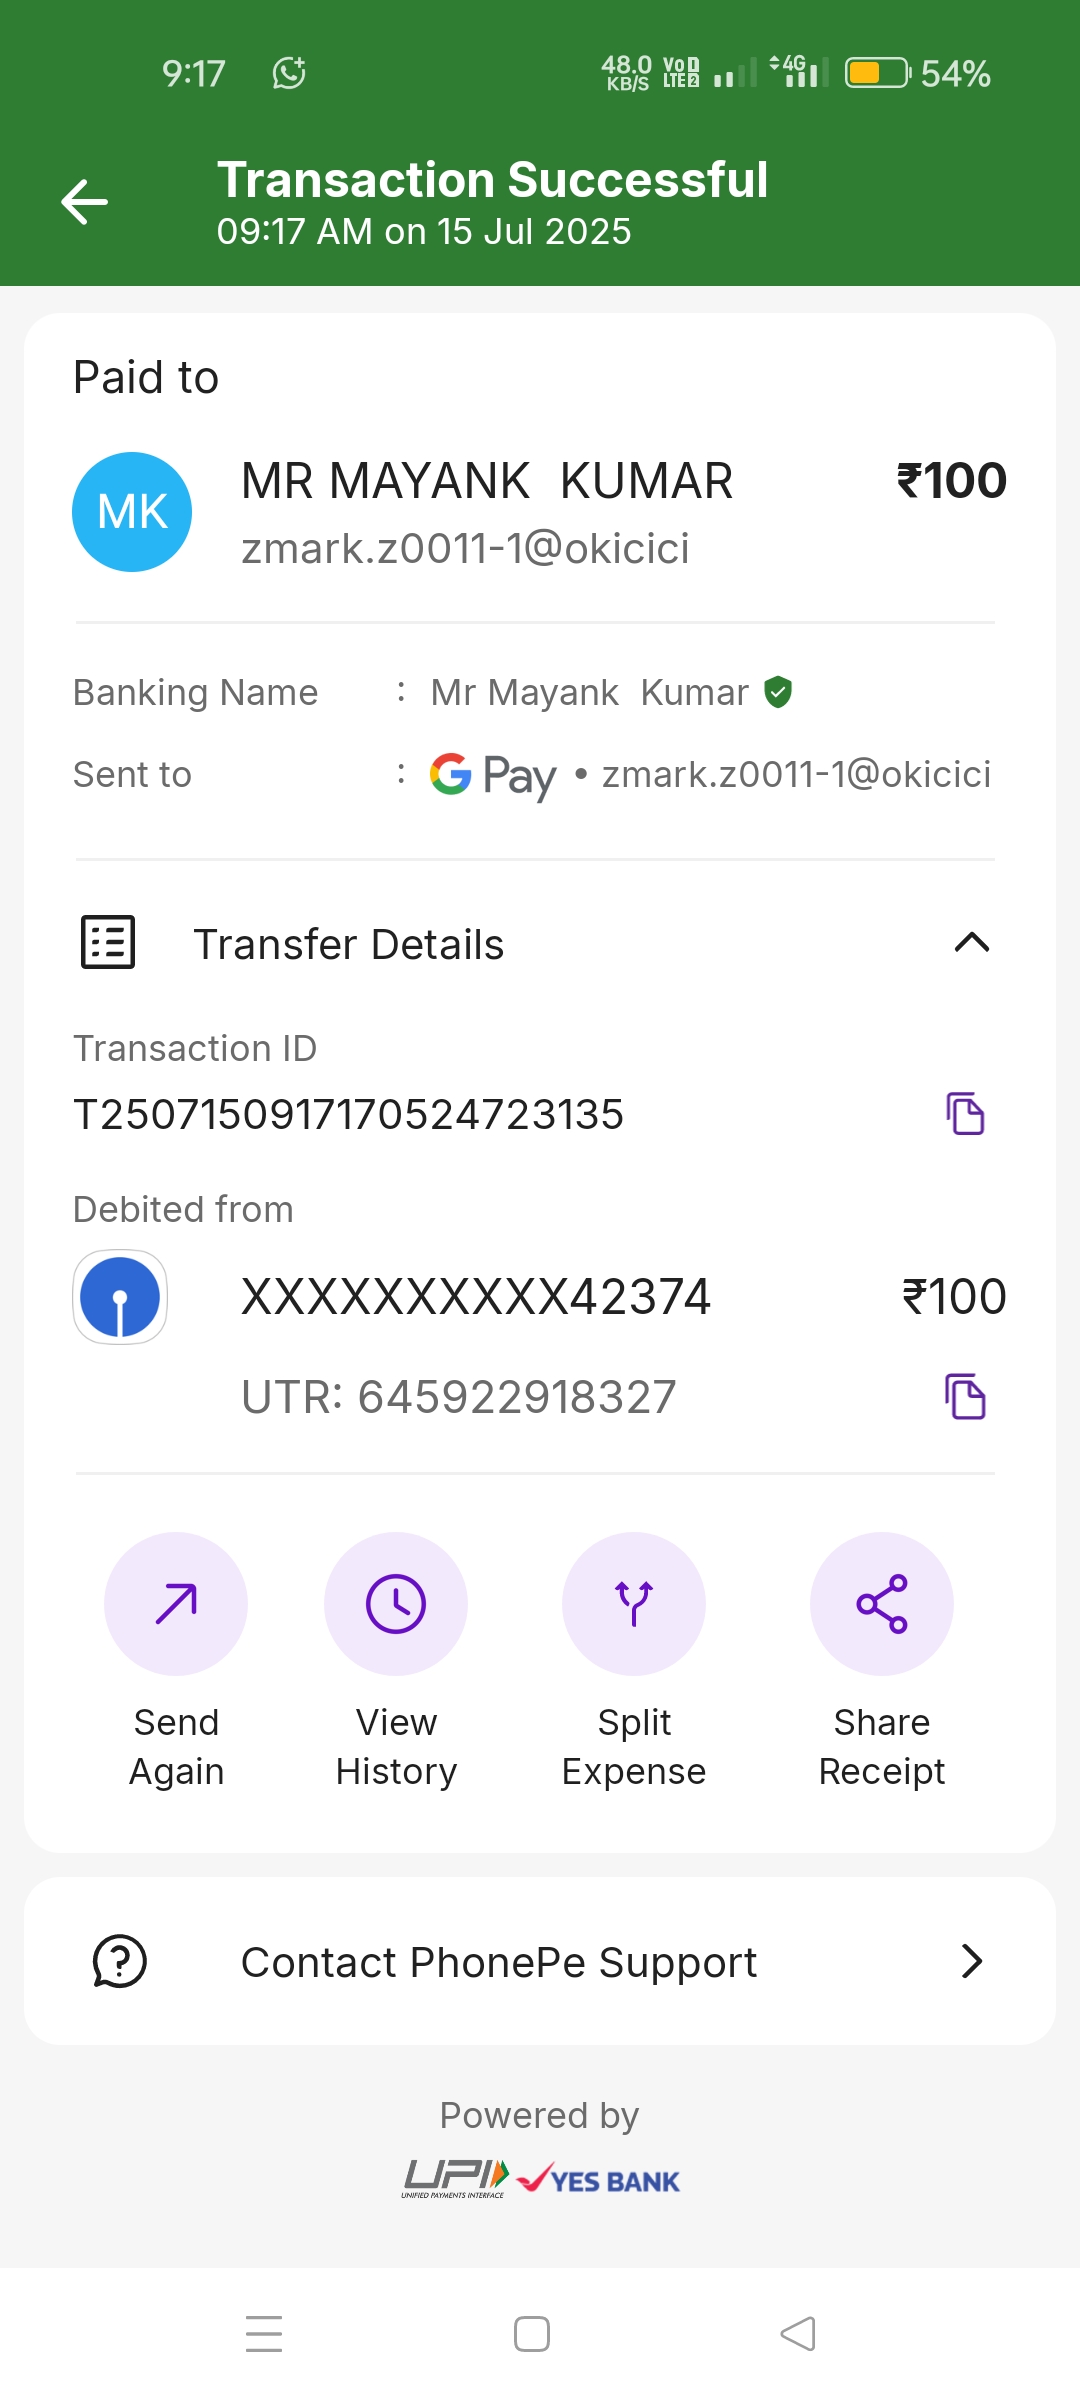 9:17 48.0 KB/S VoD LTE 2 4G 54%
Transaction Successful
09:17 AM on 15 Jul 2025
Paid to
MK MR MAYANK  KUMAR ₹100
zmark.z0011-1@okicici
Banking Name : Mr Mayank  Kumar
Sent to : G Pay • zmark.z0011-1@okicici
Transfer Details
Transaction ID
T2507150917170524723135
Debited from
XXXXXXXXXX42374 ₹100
UTR: 645922918327
Send Again
View History
Split Expense
Share Receipt
Contact PhonePe Support
Powered by
UPI YES BANK
UNIFIED PAYMENTS INTERFACE